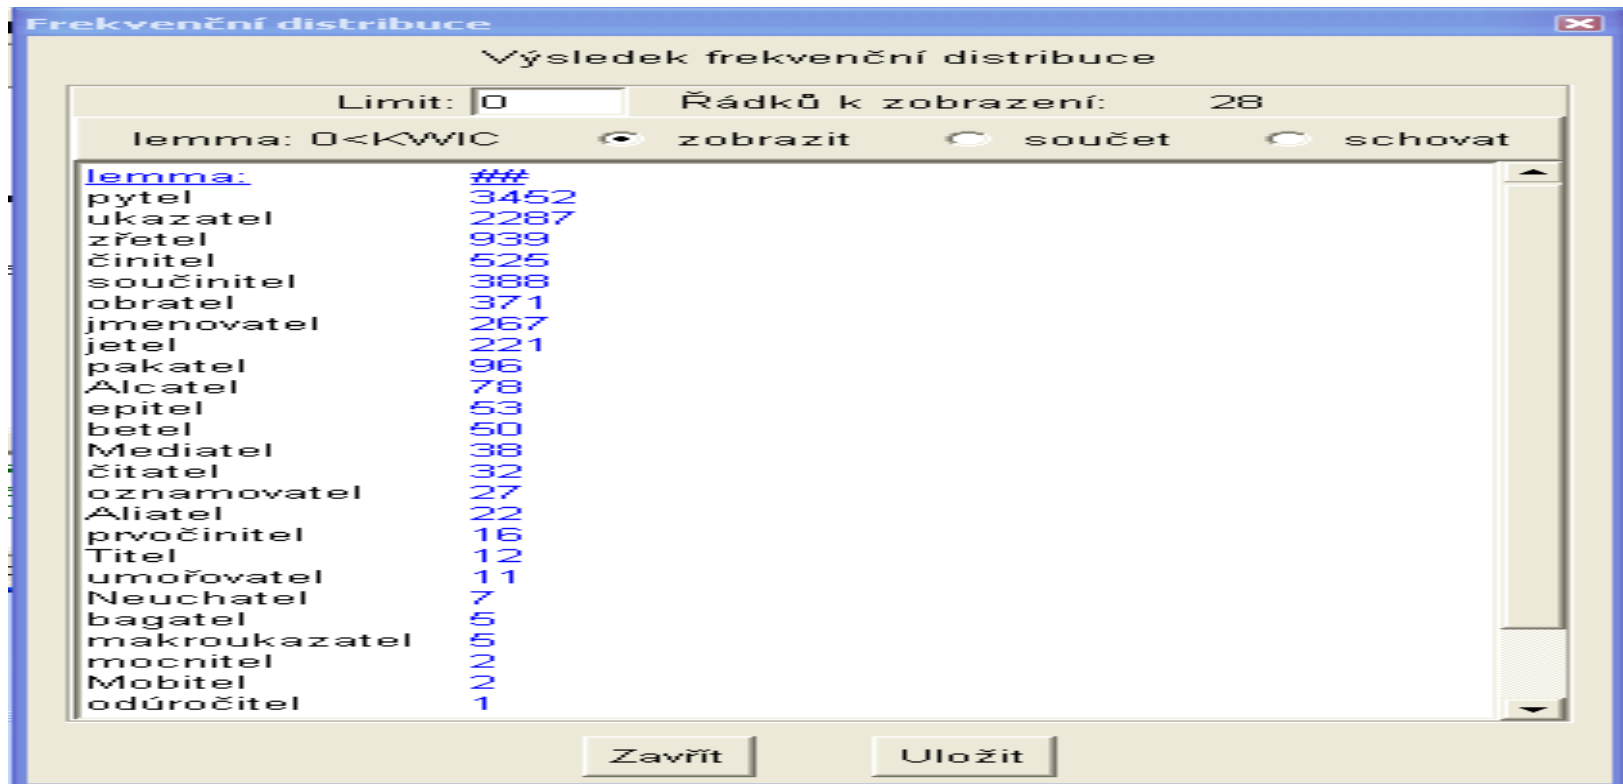 Frekvenční distribuce
Výsledek frekvenční distribuce
Limit: 0 Řádků k zobrazení: 28
lemma: 0<KWIC zobrazit součet schovat
lemma: ##
pytel 3452
ukazatel 2287
zřetel 939
činitel 525
součinitel 388
obratel 371
jmenovatel 267
jetel 221
pakatel 96
Alcatel 78
epitel 53
betel 50
Mediatel 38
čitatel 32
oznamovatel 27
Aliatel 22
prvočinitel 16
Titel 12
umořovatel 11
Neuchatel 7
bagatel 5
makroukazatel 5
mocnitel 2
Mobitel 2
odúročitel 1
Zavřít Uložit